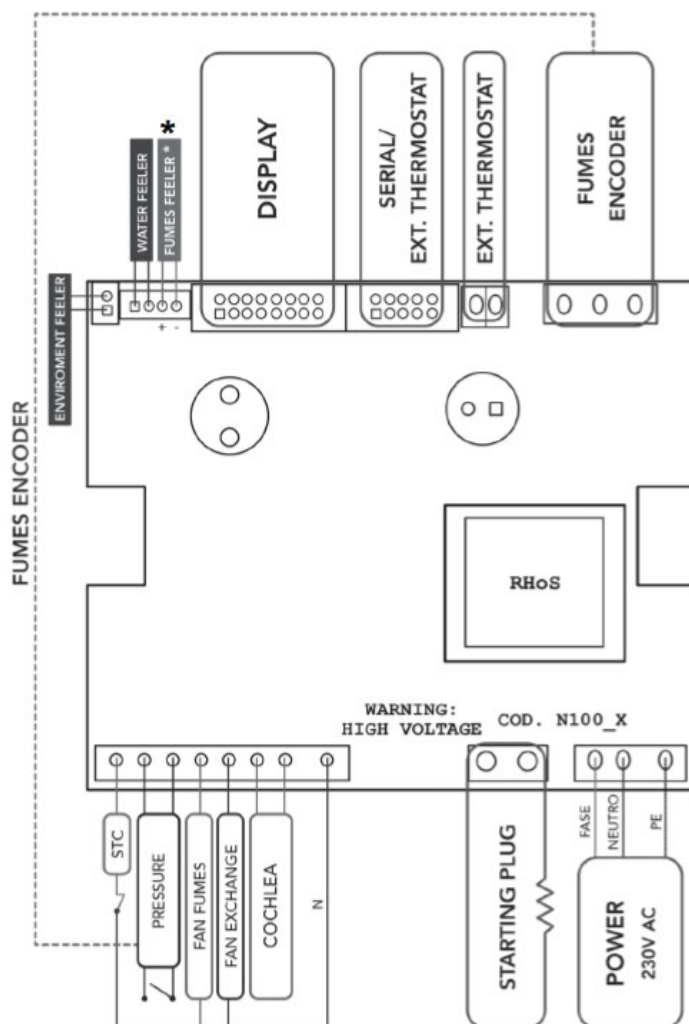 *
DISPLAY
SERIAL/
EXT. THERMOSTAT
EXT. THERMOSTAT
FUMES
ENCODER
WATER FEELER
FUMES FEELER *
ENVIROMENT FEELER
+ -
FUMES ENCODER
RHoS
WARNING:
HIGH VOLTAGE
COD. N100_X
STC
PRESSURE
FAN FUMES
FAN EXCHANGE
COCHLEA
N
STARTING PLUG
FASE
NEUTRO
PE
POWER
230V AC